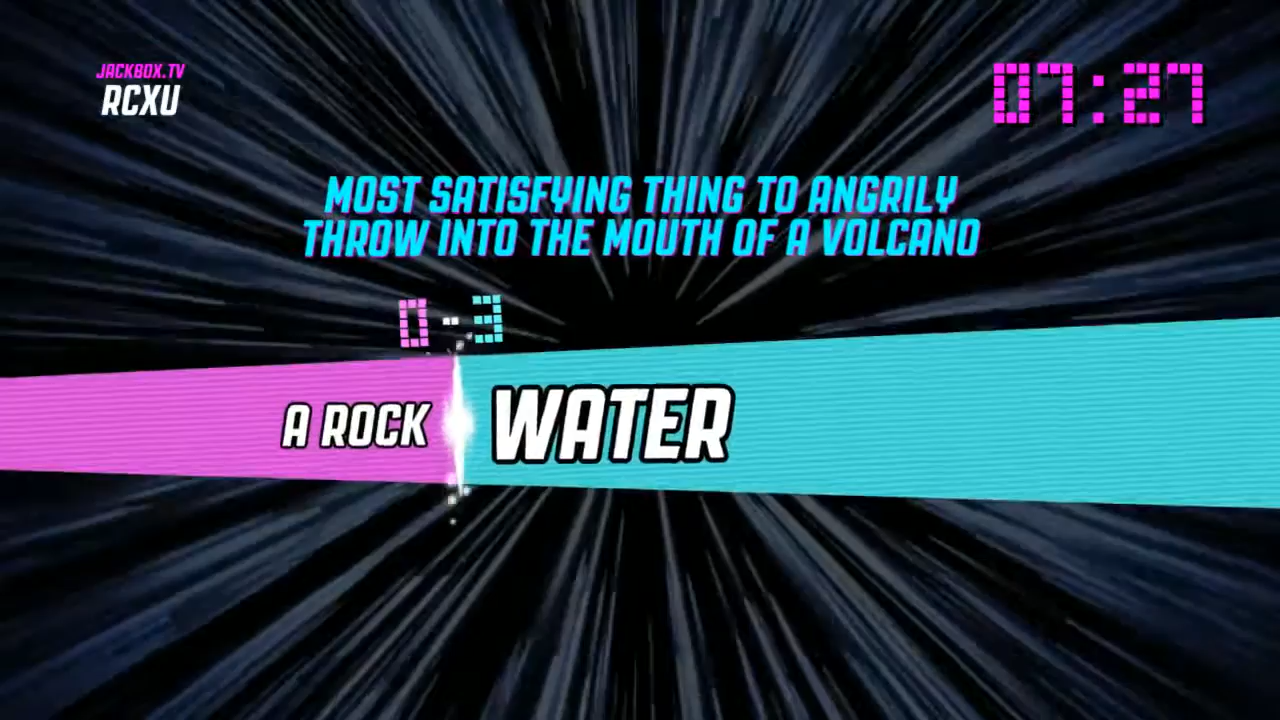 JACKBOX.TV
RCXU
07:27
MOST SATISFYING THING TO ANGRILY
THROW INTO THE MOUTH OF A VOLCANO
0-3
A ROCK
WATER